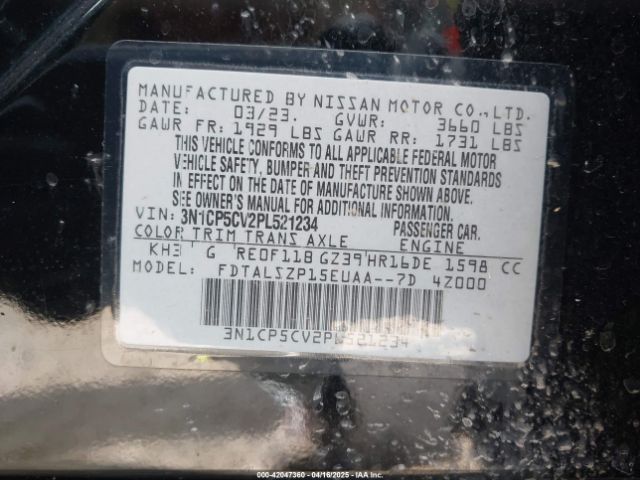 MANUFACTURED BY NISSAN MOTOR CO., LTD.
DATE: 03/23. GVWR: 3660 LBS
GAWR FR: 1929 LBS GAWR RR: 1731 LBS
THIS VEHICLE CONFORMS TO ALL APPLICABLE FEDERAL MOTOR
VEHICLE SAFETY, BUMPER AND THEFT PREVENTION STANDARDS
IN EFFECT ON THE DATE OF MANUFACTURE SHOWN ABOVE.
SEE OWNER'S MANUAL FOR ADDITIONAL INFORMATION.
VIN: 3N1CP5CV2PL521234 PASSENGER CAR.
COLOR TRIM TRANS AXLE ENGINE
KH3 G RE0F11B GZ39 HR16DE 1598 CC
MODEL: FDTALSZP15EUAA--7D 4Z000
3N1CP5CV2PL521234
000-42047360 - 04/16/2025 - IAA, Inc.